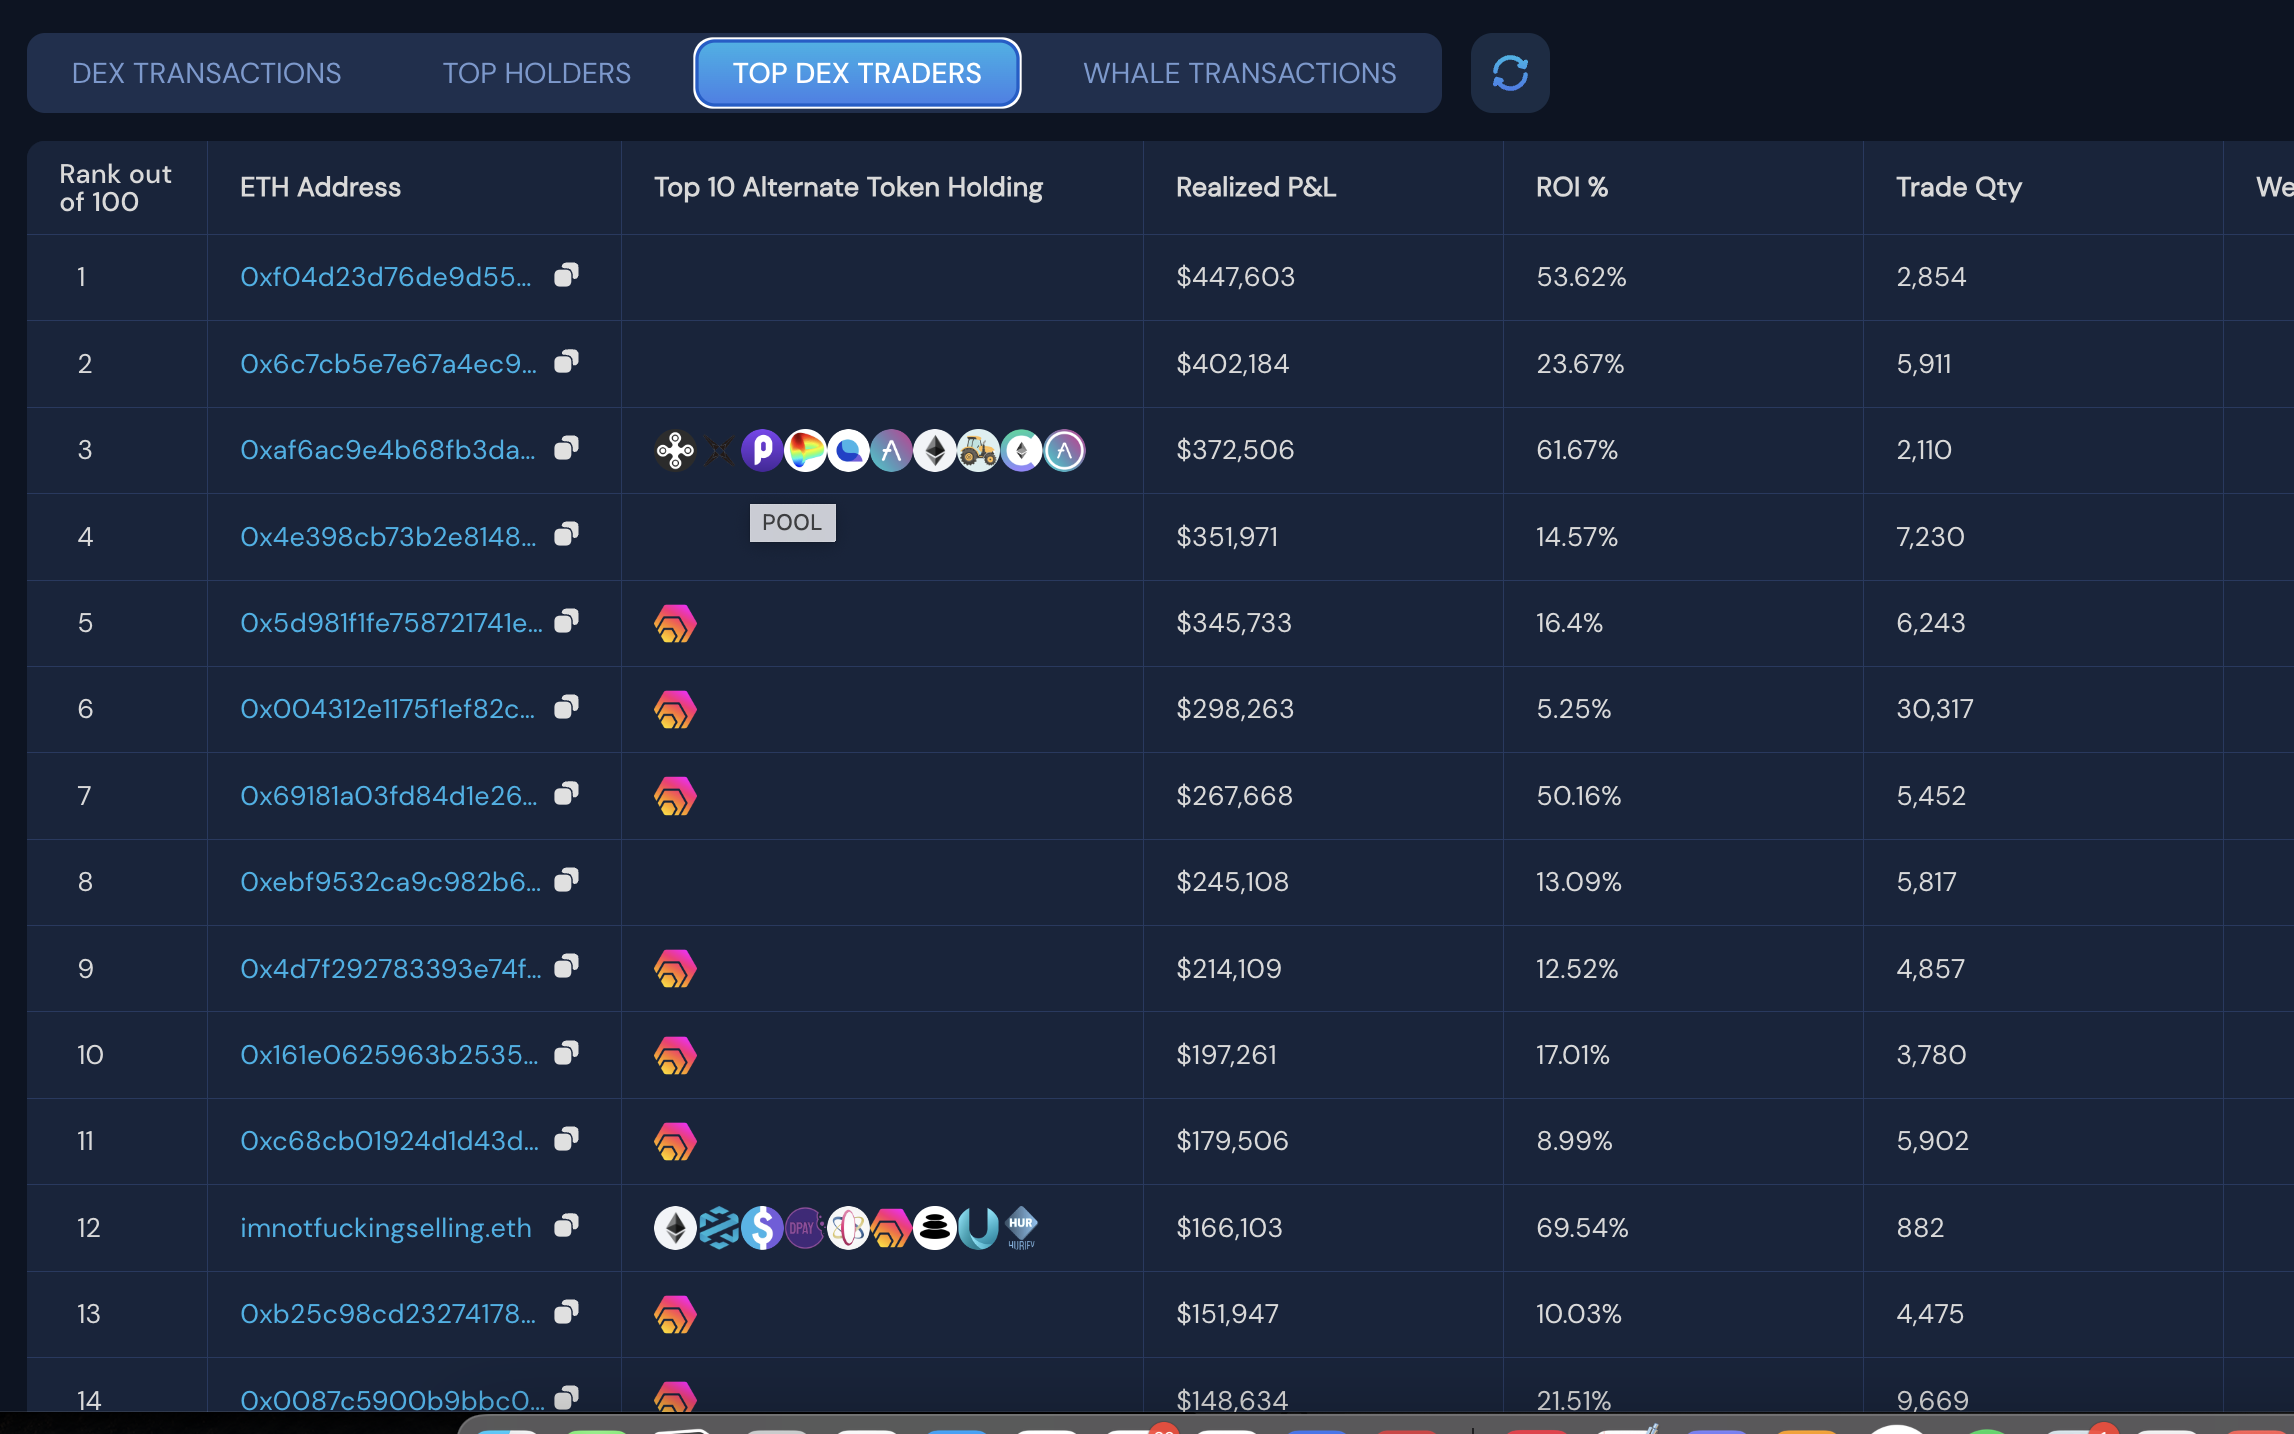 DEX TRANSACTIONS TOP HOLDERS TOP DEX TRADERS WHALE TRANSACTIONS
Rank out of 100 ETH Address Top 10 Alternate Token Holding Realized P&L ROI % Trade Qty We
1 0xf04d23d76de9d55... $447,603 53.62% 2,854
2 0x6c7cb5e7e67a4ec9... $402,184 23.67% 5,911
3 0xaf6ac9e4b68fb3da... $372,506 61.67% 2,110
POOL
4 0x4e398cb73b2e8148... $351,971 14.57% 7,230
5 0x5d981f1fe758721741e... $345,733 16.4% 6,243
6 0x004312e1175f1ef82c... $298,263 5.25% 30,317
7 0x69181a03fd84d1e26... $267,668 50.16% 5,452
8 0xebf9532ca9c982b6... $245,108 13.09% 5,817
9 0x4d7f292783393e74f... $214,109 12.52% 4,857
10 0x161e0625963b2535... $197,261 17.01% 3,780
11 0xc68cb01924d1d43d... $179,506 8.99% 5,902
12 imnotfuckingselling.eth DPAY HUR HURIFY $166,103 69.54% 882
13 0xb25c98cd23274178... $151,947 10.03% 4,475
14 0x0087c5900b9bbc0... $148,634 21.51% 9,669